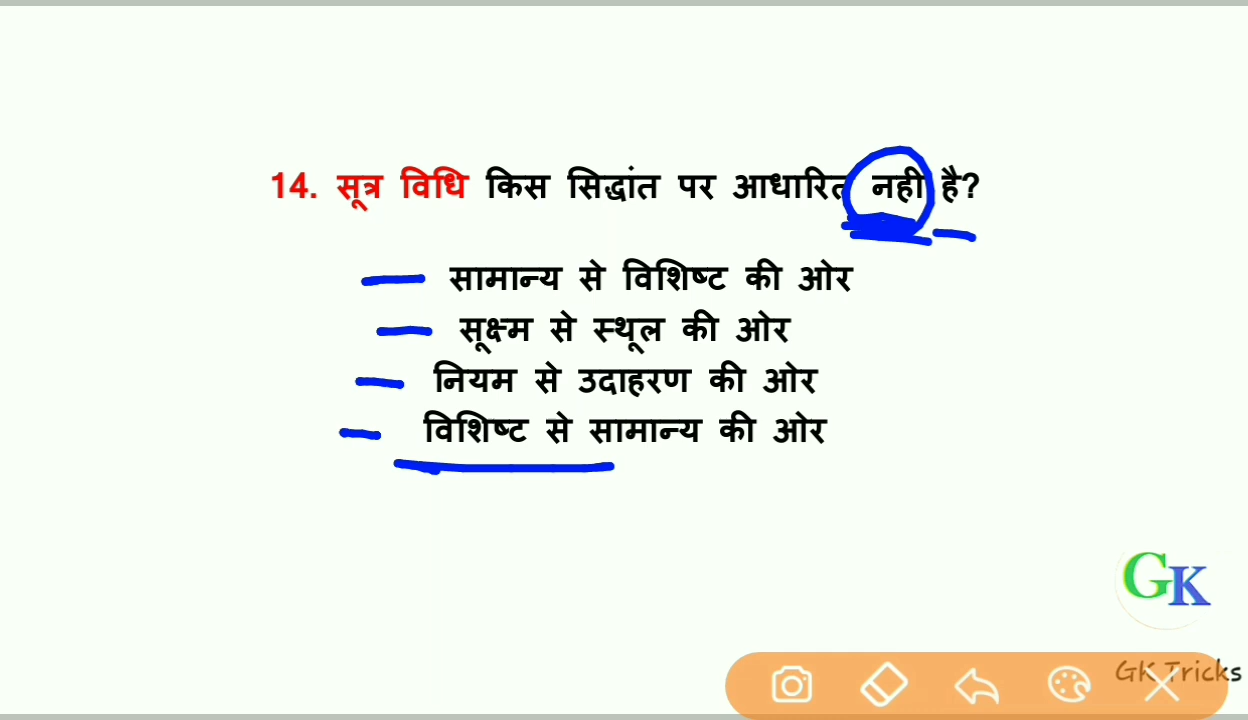 14. सूत्र विधि किस सिद्धांत पर आधारित नही है?
सामान्य से विशिष्ट की ओर
सूक्ष्म से स्थूल की ओर
नियम से उदाहरण की ओर
विशिष्ट से सामान्य की ओर
GK
GK Tricks